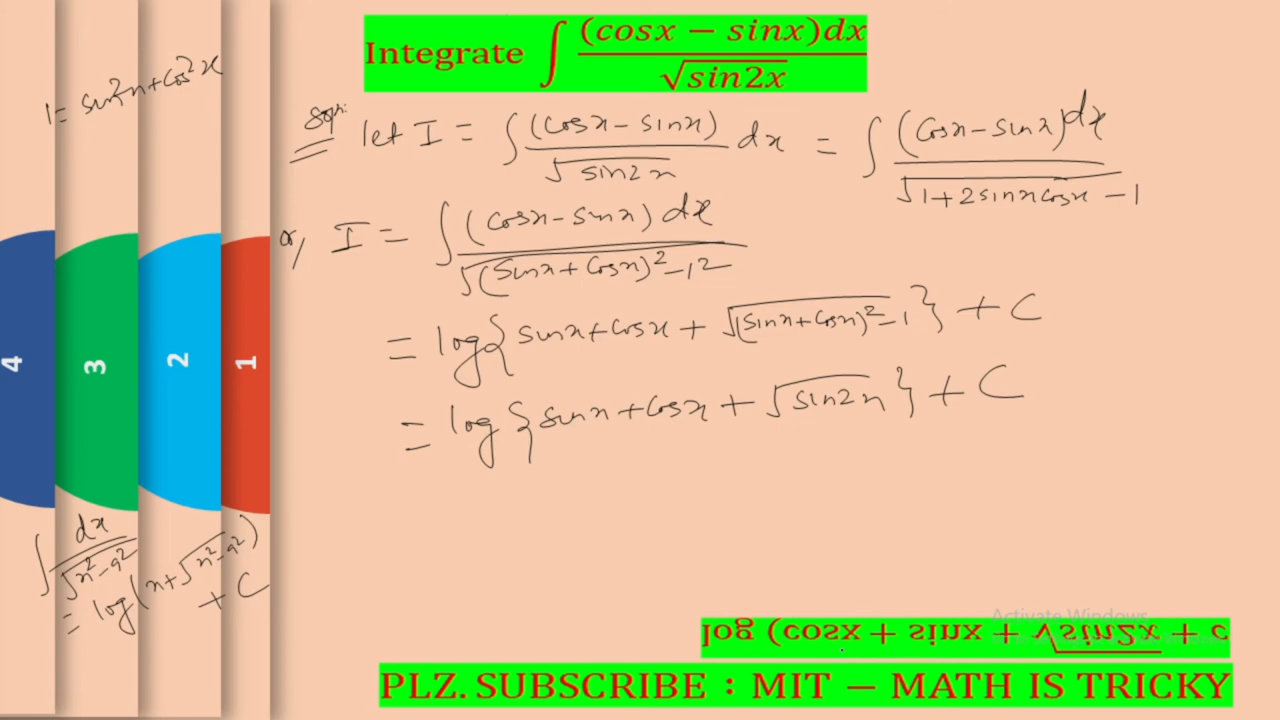 Integrate ∫ (cosx − sinx)dx / √sin2x
1 = sin²x + cos²x
Solⁿ:
let I = ∫ (cosx − sinx) / √sin2x dx = ∫ (cosx − sinx)dx / √1+2sinxcosx −1
or, I = ∫ (cosx − sinx) dx / √(sinx + cosx)² − 1²
= log{sinx + cosx + √(sinx + cosx)² − 1} + C
= log{sinx + cosx + √sin2x} + C
4
3
2
1
∫ dx / √x² − a²
= log(x + √x² − a²)
+ C
Activate Windows
log (cosx + sinx + √sin2x + c
PLZ. SUBSCRIBE : MIT − MATH IS TRICKY